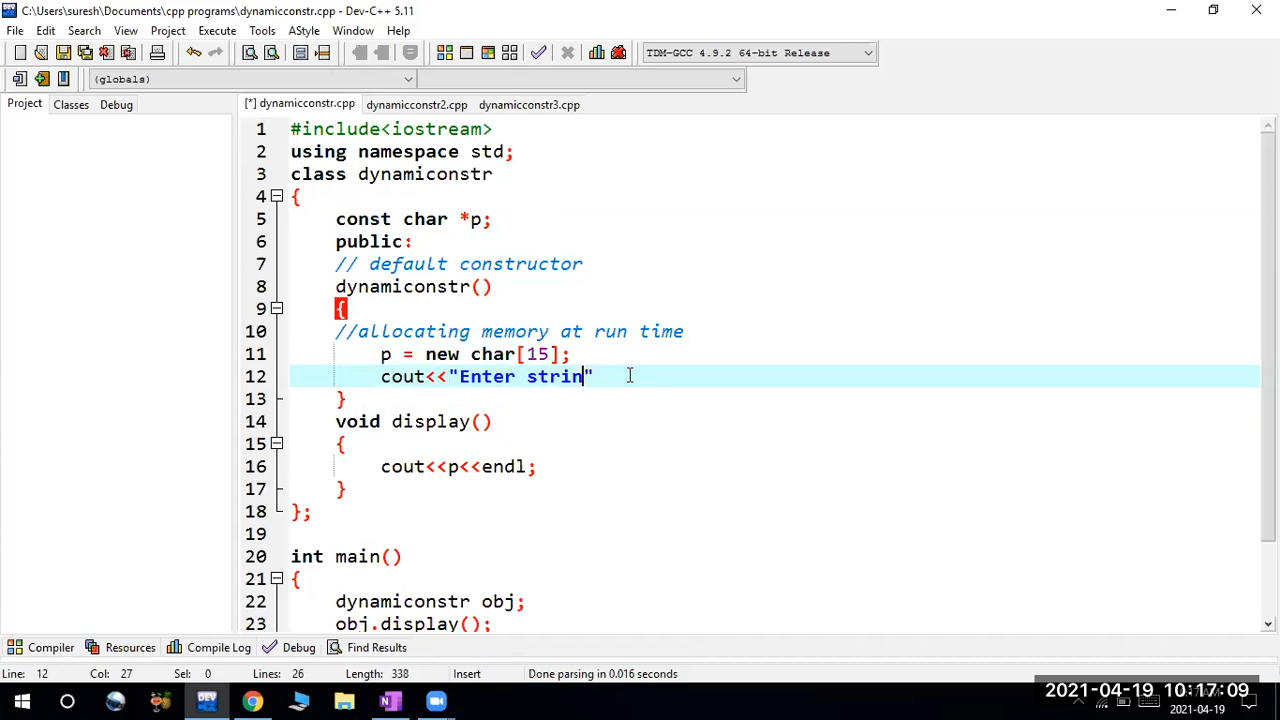 C:\Users\suresh\Documents\cpp programs\dynamicconstr.cpp - Dev-C++ 5.11
File Edit Search View Project Execute Tools AStyle Window Help
TDM-GCC 4.9.2 64-bit Release
(globals)
Project Classes Debug [*] dynamicconstr.cpp dynamicconstr2.cpp dynamicconstr3.cpp
1 #include<iostream>
2 using namespace std;
3 class dynamiconstr
4 {
5 const char *p;
6 public:
7 // default constructor
8 dynamiconstr()
9 {
10 //allocating memory at run time
11 p = new char[15];
12 cout<<"Enter strin"
13 }
14 void display()
15 {
16 cout<<p<<endl;
17 }
18 };
19
20 int main()
21 {
22 dynamiconstr obj;
23 obj.display();
Compiler Resources Compile Log Debug Find Results
Line: 12 Col: 27 Sel: 0 Lines: 26 Length: 338 Insert Done parsing in 0.016 seconds
DEV
2021-04-19 10:17:09
2021-04-19